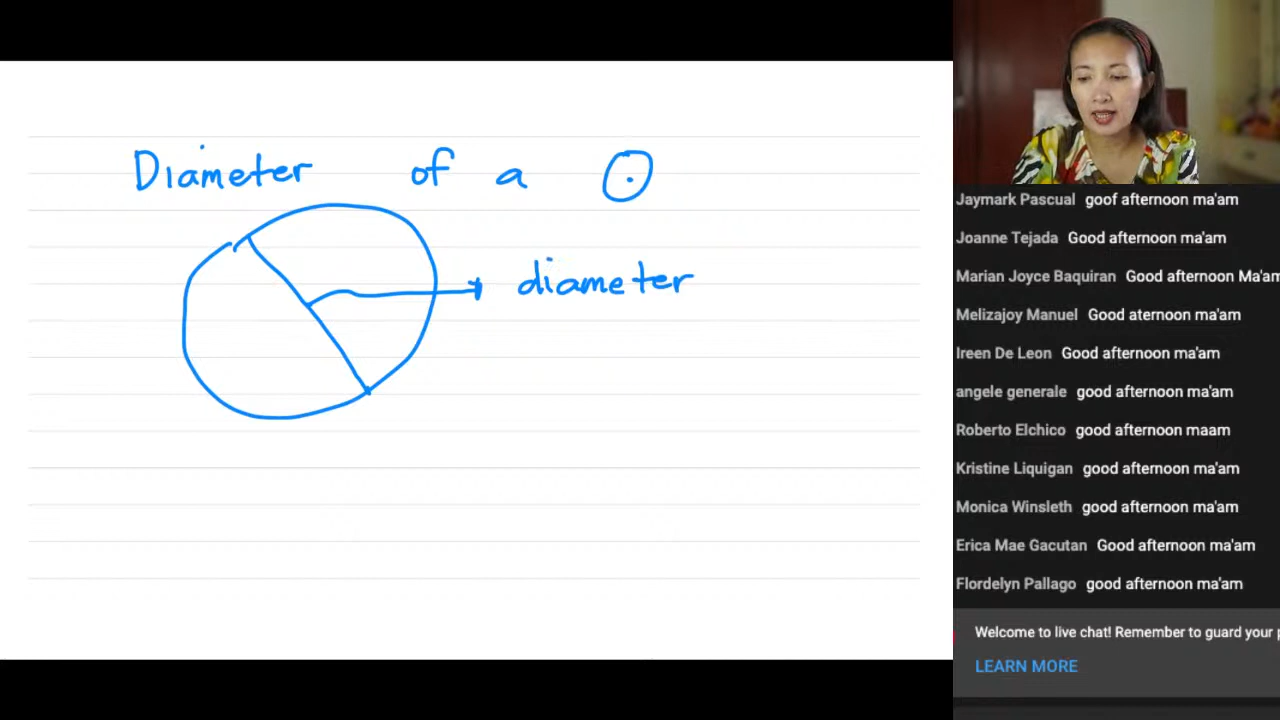 Diameter of a ⊙
diameter
Jaymark Pascual goof afternoon ma'am
Joanne Tejada Good afternoon ma'am
Marian Joyce Baquiran Good afternoon Ma'am
Melizajoy Manuel Good aternoon ma'am
Ireen De Leon Good afternoon ma'am
angele generale good afternoon ma'am
Roberto Elchico good afternoon maam
Kristine Liquigan good afternoon ma'am
Monica Winsleth good afternoon ma'am
Erica Mae Gacutan Good afternoon ma'am
Flordelyn Pallago good afternoon ma'am
Welcome to live chat! Remember to guard your
LEARN MORE